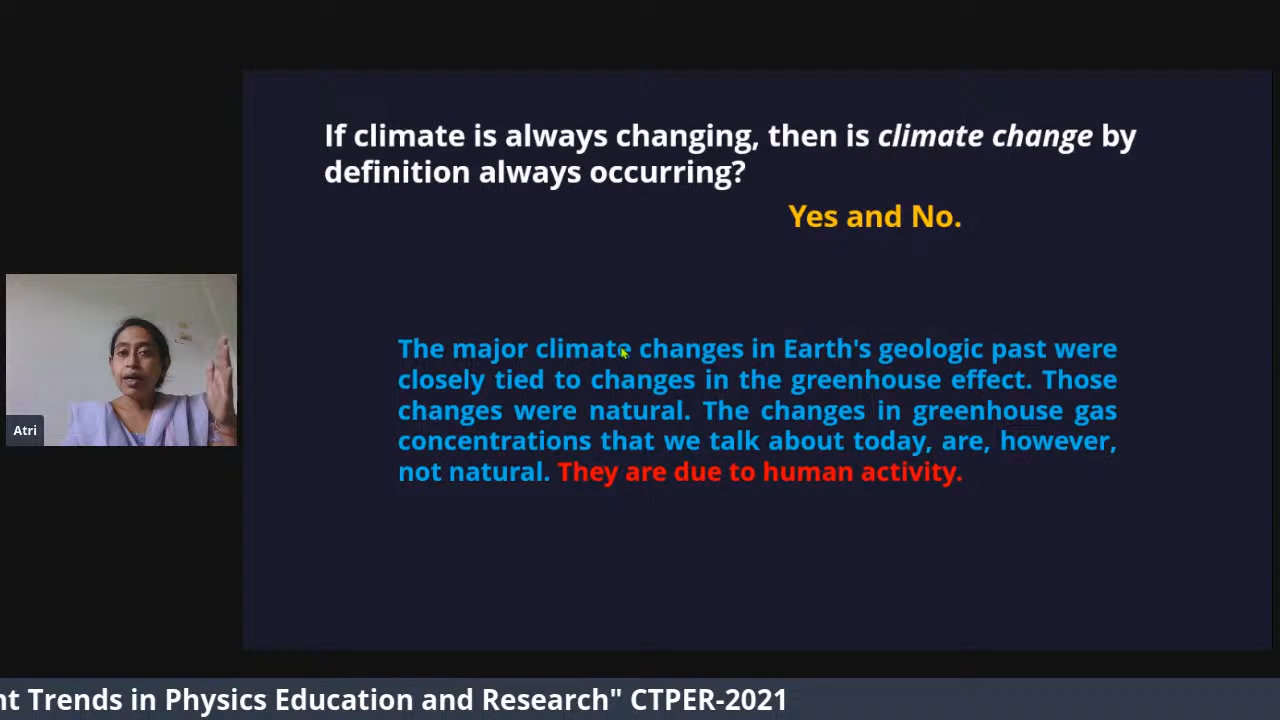 If climate is always changing, then is climate change by
definition always occurring?
Yes and No.
The major climate changes in Earth's geologic past were
closely tied to changes in the greenhouse effect. Those
changes were natural. The changes in greenhouse gas
concentrations that we talk about today, are, however,
not natural. They are due to human activity.
Atri
nt Trends in Physics Education and Research" CTPER-2021